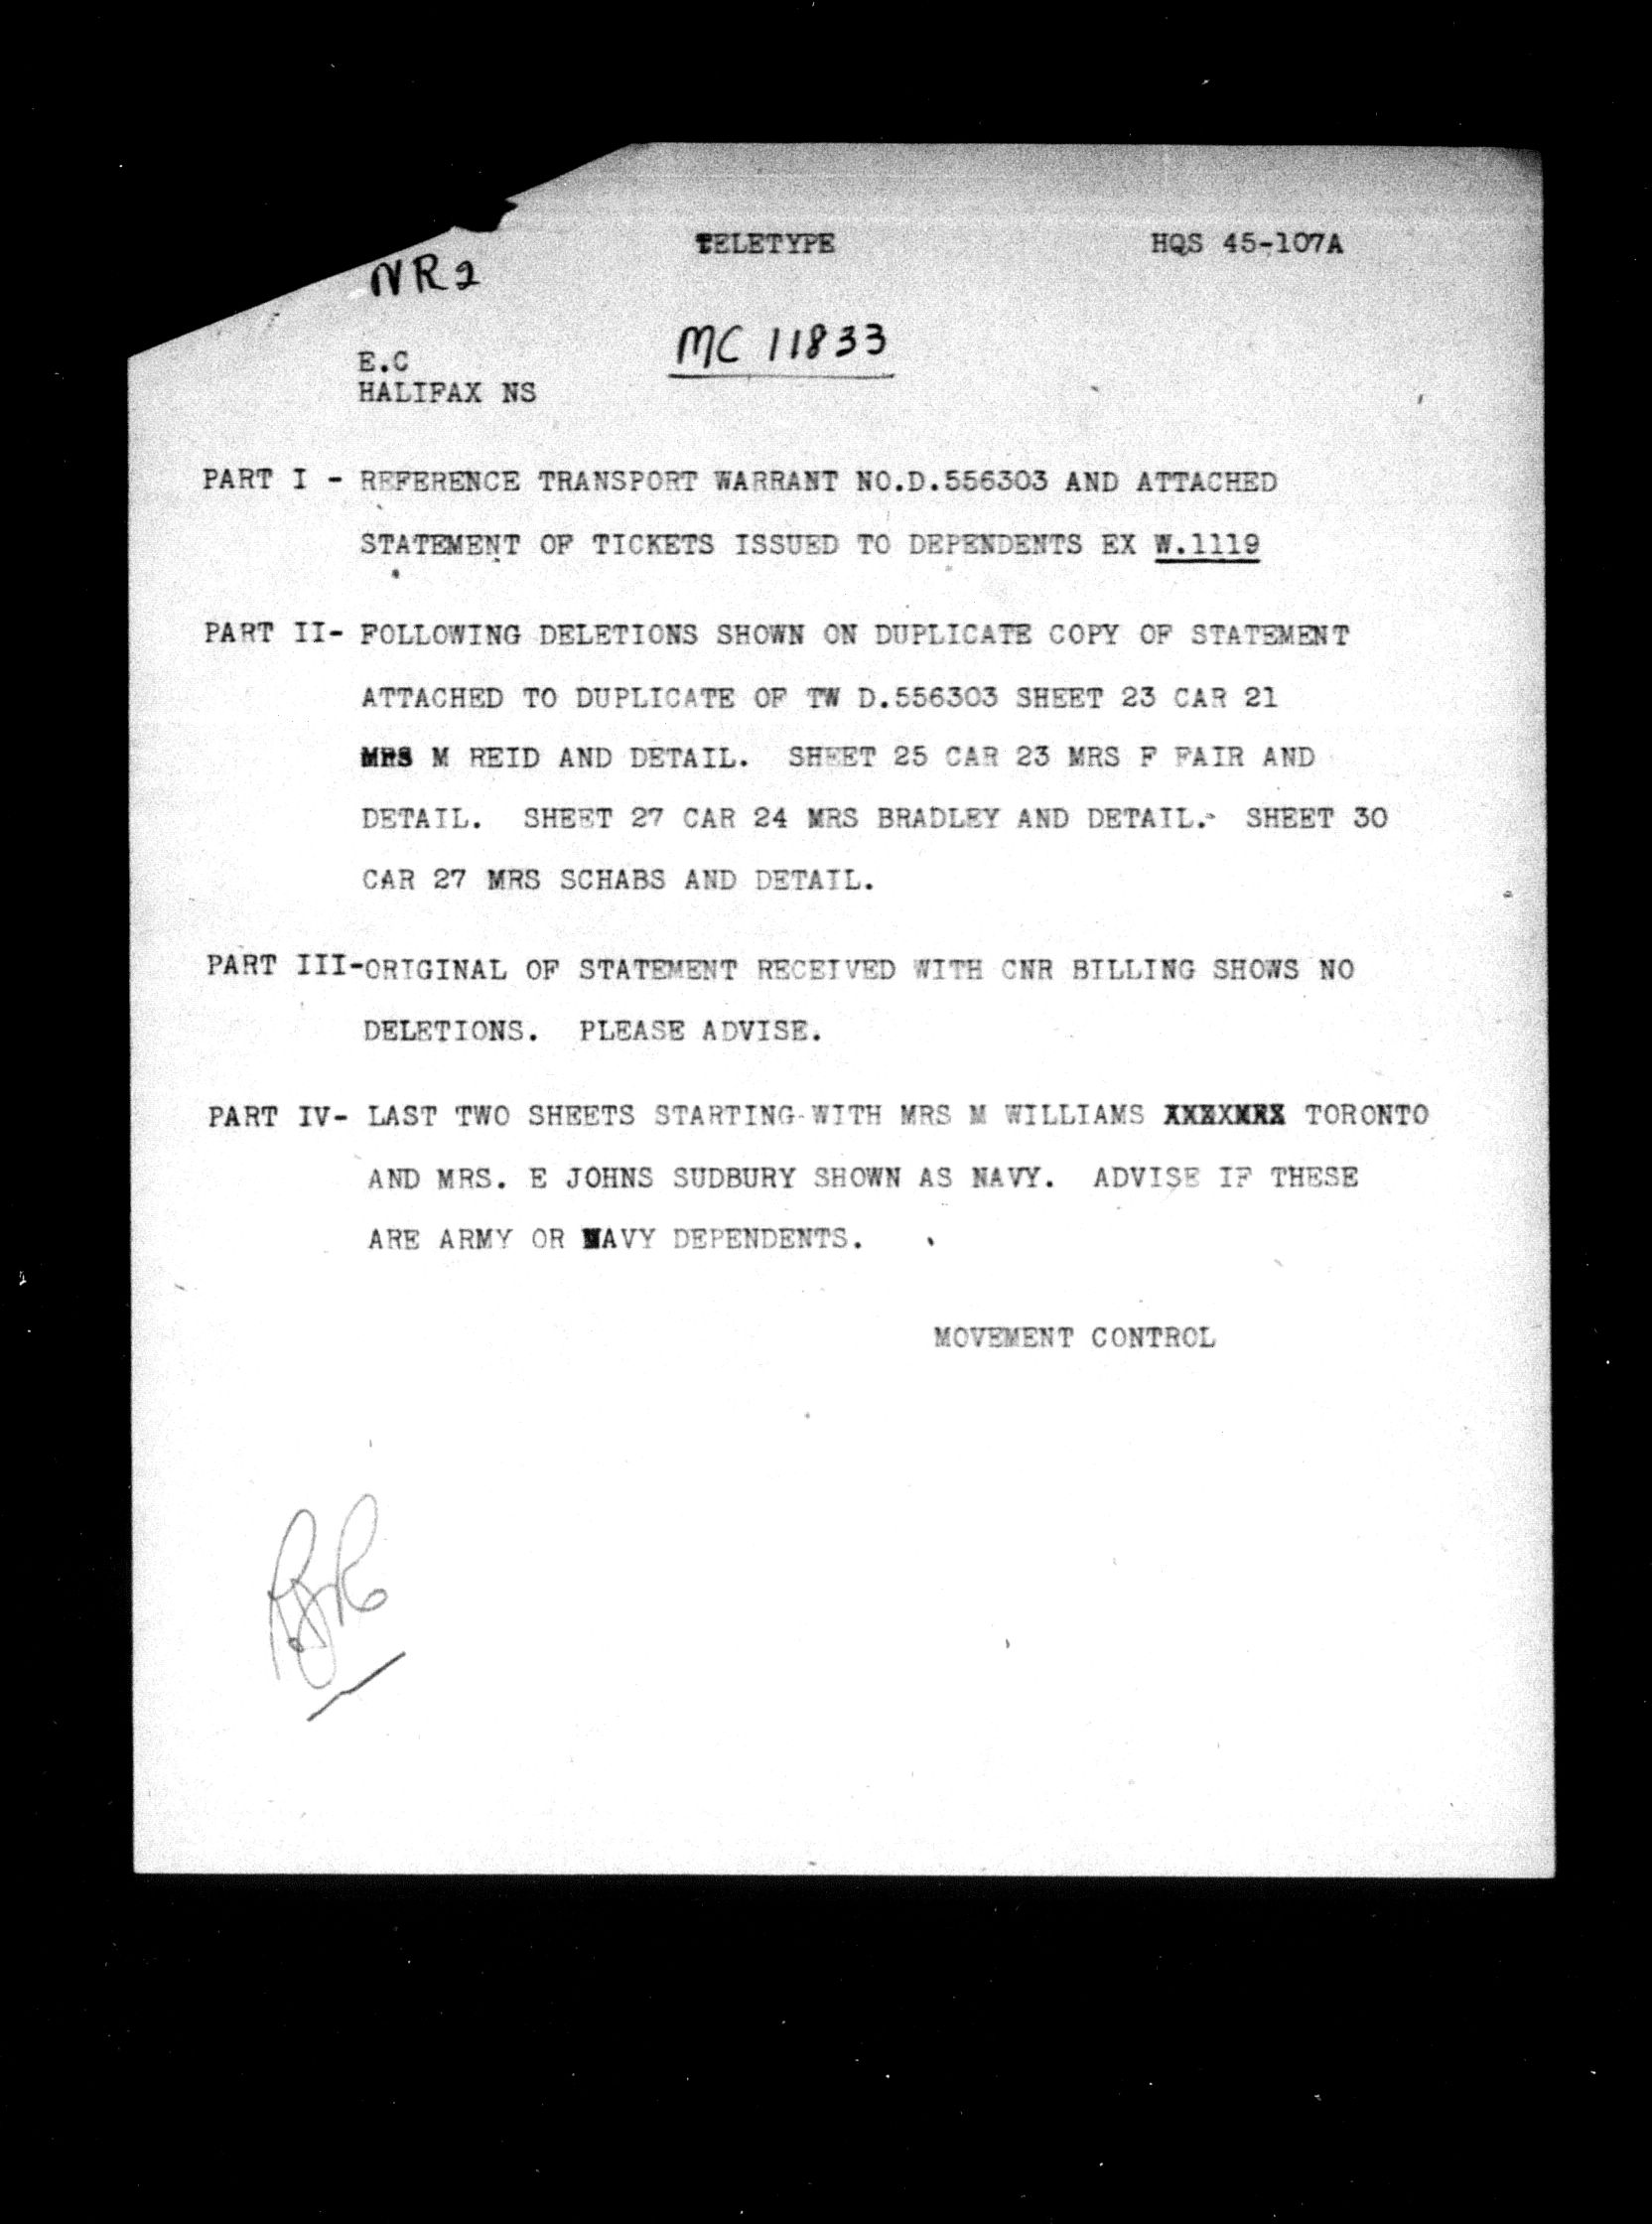 TELETYPE HQS 45-107A
NR2
MC 11833
E.C
HALIFAX NS
PART I - REFERENCE TRANSPORT WARRANT NO.D.556303 AND ATTACHED
STATEMENT OF TICKETS ISSUED TO DEPENDENTS EX W.1119
PART II- FOLLOWING DELETIONS SHOWN ON DUPLICATE COPY OF STATEMENT
ATTACHED TO DUPLICATE OF TW D.556303 SHEET 23 CAR 21
MRS M REID AND DETAIL. SHEET 25 CAR 23 MRS F FAIR AND
DETAIL. SHEET 27 CAR 24 MRS BRADLEY AND DETAIL. SHEET 30
CAR 27 MRS SCHABS AND DETAIL.
PART III-ORIGINAL OF STATEMENT RECEIVED WITH CNR BILLING SHOWS NO
DELETIONS. PLEASE ADVISE.
PART IV- LAST TWO SHEETS STARTING WITH MRS M WILLIAMS TORONTO
AND MRS. E JOHNS SUDBURY SHOWN AS NAVY. ADVISE IF THESE
ARE ARMY OR NAVY DEPENDENTS.
MOVEMENT CONTROL